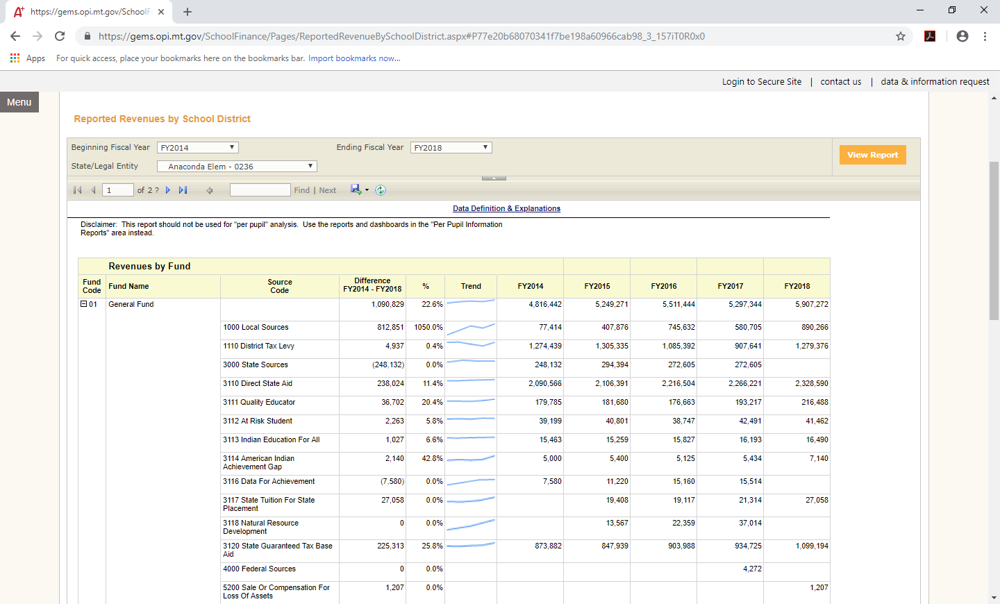 https://gems.opi.mt.gov/SchoolF
https://gems.opi.mt.gov/SchoolFinance/Pages/ReportedRevenueBySchoolDistrict.aspx#P77e20b68070341f7be198a60966cab98_3_157iT0R0x0
Apps For quick access, place your bookmarks here on the bookmarks bar. Import bookmarks now...
Login to Secure Site | contact us | data & information request
Menu
Reported Revenues by School District
Beginning Fiscal Year FY2014 Ending Fiscal Year FY2018
View Report
State/Legal Entity Anaconda Elem - 0236
1 of 2 ? Find | Next
Data Definition & Explanations
Disclaimer: This report should not be used for "per pupil" analysis. Use the reports and dashboards in the "Per Pupil Information
Reports" area instead.
Revenues by Fund
Fund Code Fund Name Source Code Difference FY2014 - FY2018 % Trend FY2014 FY2015 FY2016 FY2017 FY2018
01 General Fund 1,090,829 22.6% 4,816,442 5,249,271 5,511,444 5,297,344 5,907,272
1000 Local Sources 812,851 1050.0% 77,414 407,876 745,632 580,705 890,266
1110 District Tax Levy 4,937 0.4% 1,274,439 1,305,335 1,085,392 907,641 1,279,376
3000 State Sources (248,132) 0.0% 248,132 294,394 272,605 272,605
3110 Direct State Aid 238,024 11.4% 2,090,566 2,106,391 2,216,504 2,266,221 2,328,590
3111 Quality Educator 36,702 20.4% 179,785 181,680 176,663 193,217 216,488
3112 At Risk Student 2,263 5.8% 39,199 40,801 38,747 42,491 41,462
3113 Indian Education For All 1,027 6.6% 15,463 15,259 15,827 16,193 16,490
3114 American Indian Achievement Gap 2,140 42.8% 5,000 5,400 5,125 5,434 7,140
3116 Data For Achievement (7,580) 0.0% 7,580 11,220 15,160 15,514
3117 State Tuition For State Placement 27,058 0.0% 19,408 19,117 21,314 27,058
3118 Natural Resource Development 0 0.0% 13,567 22,359 37,014
3120 State Guaranteed Tax Base Aid 225,313 25.8% 873,882 847,939 903,988 934,725 1,099,194
4000 Federal Sources 0 0.0% 4,272
5200 Sale Or Compensation For Loss Of Assets 1,207 0.0% 1,207